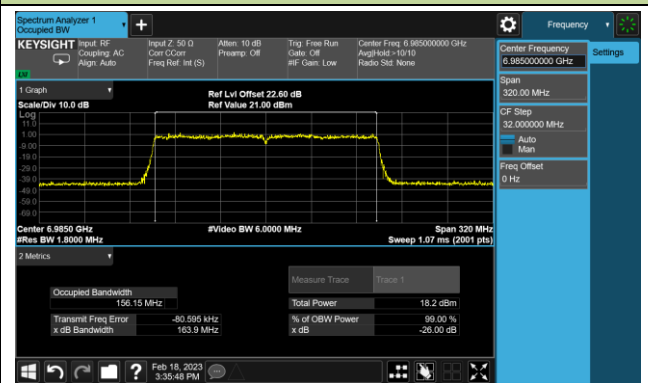 Spectrum Analyzer 1
Occupied BW
Frequency
KEYSIGHT Input: RF Input Z: 50 Ω Atten: 10 dB Trig: Free Run Center Freq: 6.985000000 GHz
Coupling: AC Corr CCorr Preamp: Off Gate: Off Avg|Hold:>10/10
Align: Auto Freq Ref: Int (S) #IF Gain: Low Radio Std: None
Center Frequency
6.985000000 GHz
Settings
Span
320.00 MHz
CF Step
32.000000 MHz
Auto
Man
Freq Offset
0 Hz
1 Graph
Ref Lvl Offset 22.60 dB
Scale/Div 10.0 dB Ref Value 21.00 dBm
Log
11.0
1.00
-9.00
-19.0
-29.0
-39.0
-49.0
-59.0
-69.0
Center 6.9850 GHz #Video BW 6.0000 MHz Span 320 MHz
#Res BW 1.8000 MHz Sweep 1.07 ms (2001 pts)
2 Metrics
Measure Trace Trace 1
Occupied Bandwidth
156.15 MHz
Total Power 18.2 dBm
Transmit Freq Error -80.595 kHz % of OBW Power 99.00 %
x dB Bandwidth 163.9 MHz x dB -26.00 dB
Feb 18, 2023
3:35:48 PM